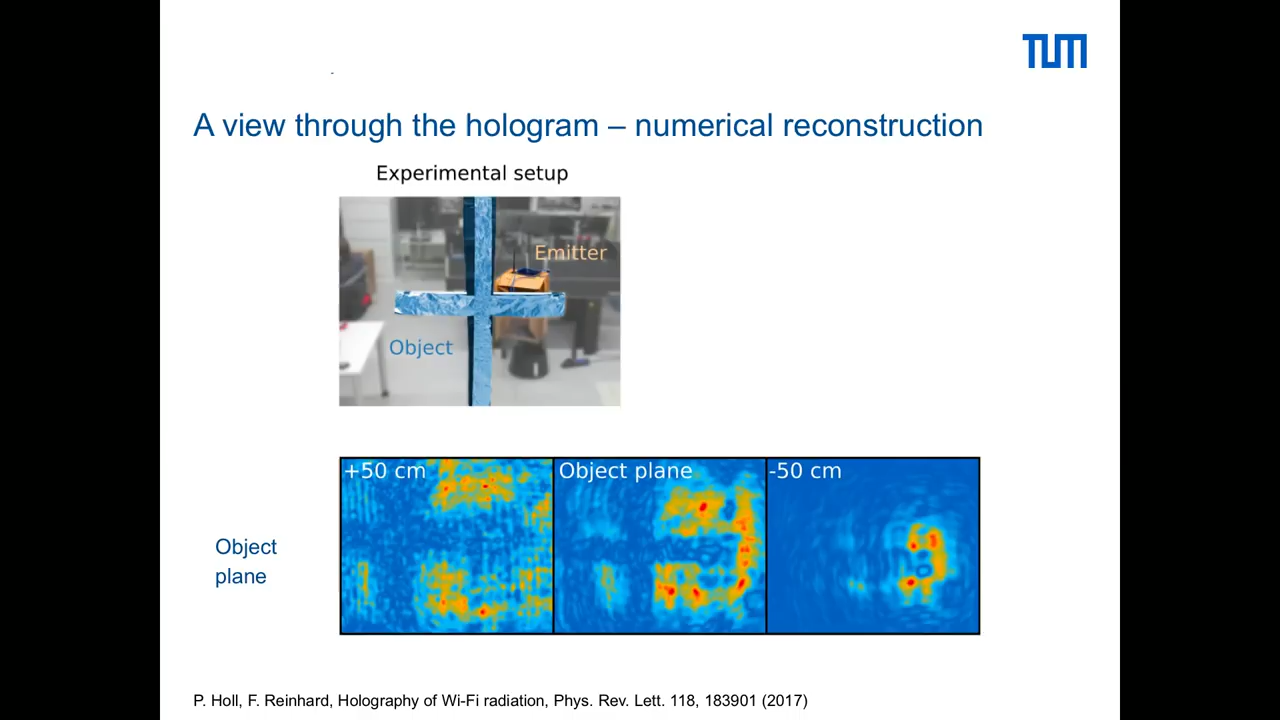 TUM
A view through the hologram – numerical reconstruction
Experimental setup
Emitter
Object
+50 cm
Object plane
-50 cm
Object
plane
P. Holl, F. Reinhard, Holography of Wi-Fi radiation, Phys. Rev. Lett. 118, 183901 (2017)